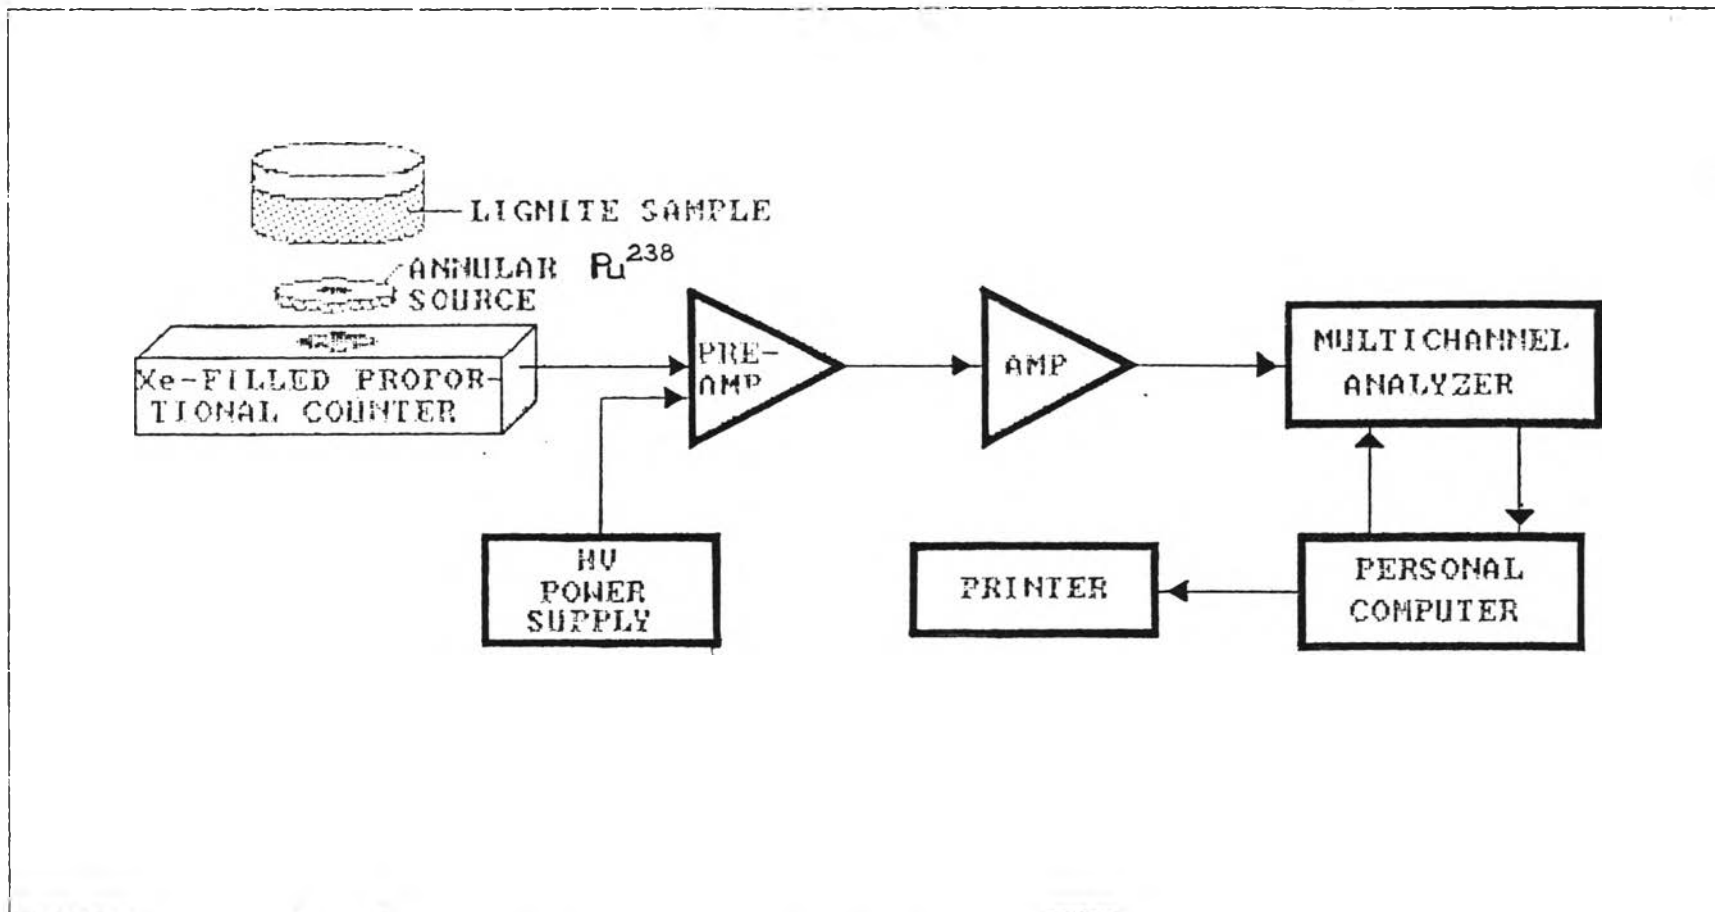 LIGNITE SAMPLE
ANNULAR Pu238
SOURCE
Xe-FILLED PROPOR-
TIONAL COUNTER
PRE-
AMP
AMP
MULTICHANNEL
ANALYZER
HV
POWER
SUPPLY
PRINTER
PERSONAL
COMPUTER